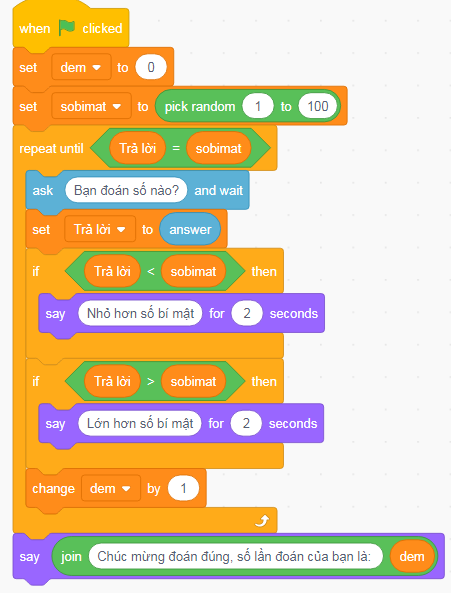 when clicked
set dem to 0
set sobimat to pick random 1 to 100
repeat until Trả lời = sobimat
ask Bạn đoán số nào? and wait
set Trả lời to answer
if Trả lời < sobimat then
say Nhỏ hơn số bí mật for 2 seconds
if Trả lời > sobimat then
say Lớn hơn số bí mật for 2 seconds
change dem by 1
say join Chúc mừng đoán đúng, số lần đoán của bạn là: dem